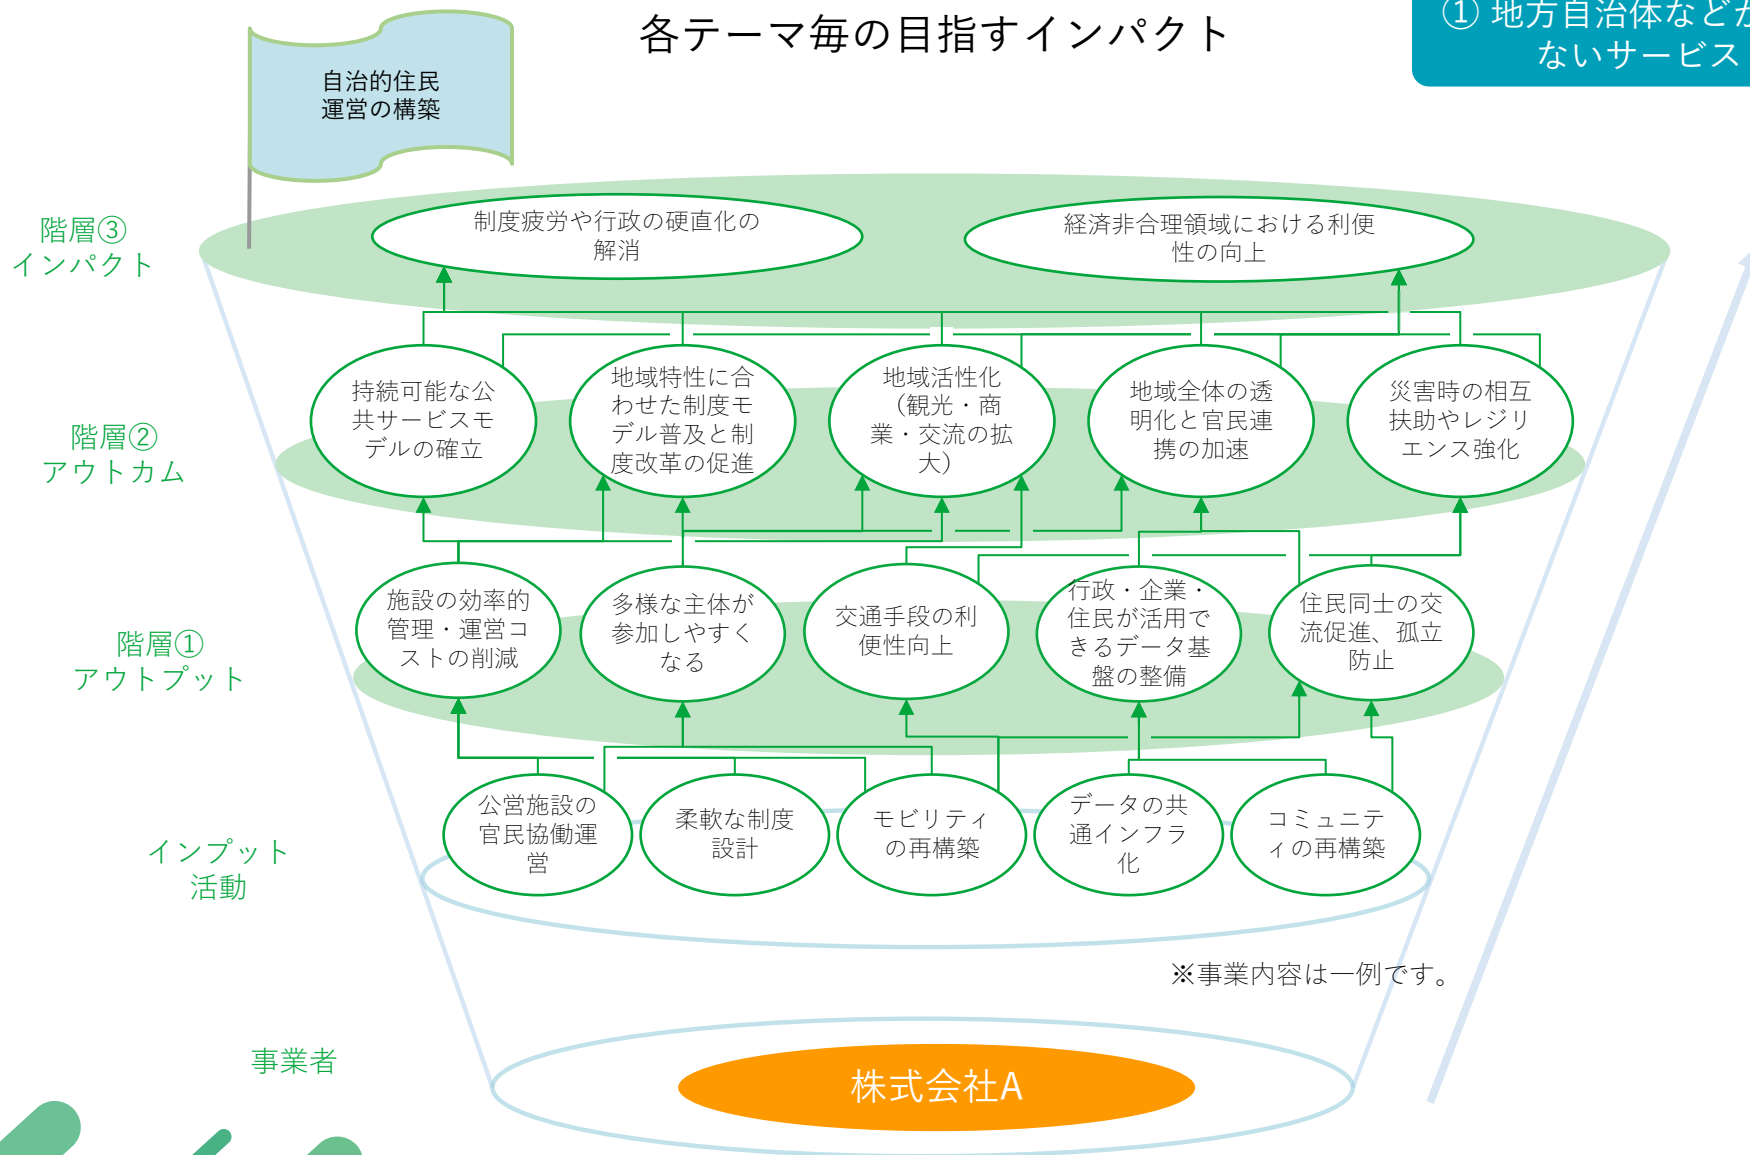 各テーマ毎の目指すインパクト
① 地方自治体などが
ないサービス
自治的住民
運営の構築
階層③
インパクト
制度疲労や行政の硬直化の
解消
経済非合理領域における利便
性の向上
階層②
アウトカム
持続可能な公
共サービスモ
デルの確立
地域特性に合
わせた制度モ
デル普及と制
度改革の促進
地域活性化
（観光・商
業・交流の拡
大）
地域全体の透
明化と官民連
携の加速
災害時の相互
扶助やレジリ
エンス強化
階層①
アウトプット
施設の効率的
管理・運営コ
ストの削減
多様な主体が
参加しやすく
なる
交通手段の利
便性向上
行政・企業・
住民が活用で
きるデータ基
盤の整備
住民同士の交
流促進、孤立
防止
インプット
活動
公営施設の
官民協働運
営
柔軟な制度
設計
モビリティ
の再構築
データの共
通インフラ
化
コミュニテ
ィの再構築
※事業内容は一例です。
事業者
株式会社A